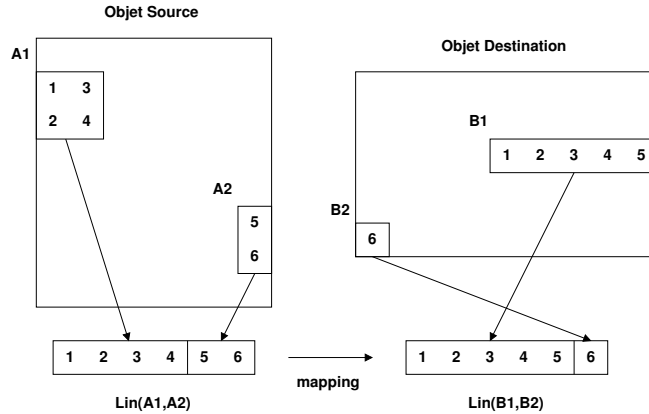 Objet Source
Objet Destination
A1
1 3
2 4
A2
5
6
B1
1 2 3 4 5
B2
6
1 2 3 4 5 6
mapping
1 2 3 4 5 6
Lin(A1,A2)
Lin(B1,B2)